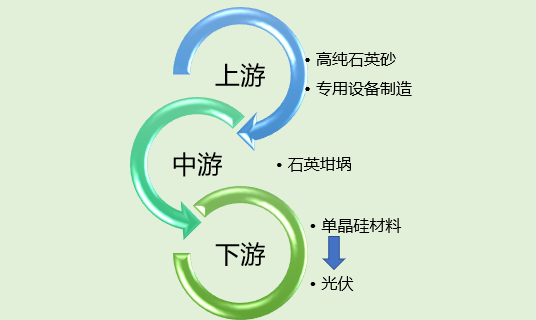 上游
• 高纯石英砂
• 专用设备制造
中游
• 石英坩埚
下游
• 单晶硅材料
• 光伏